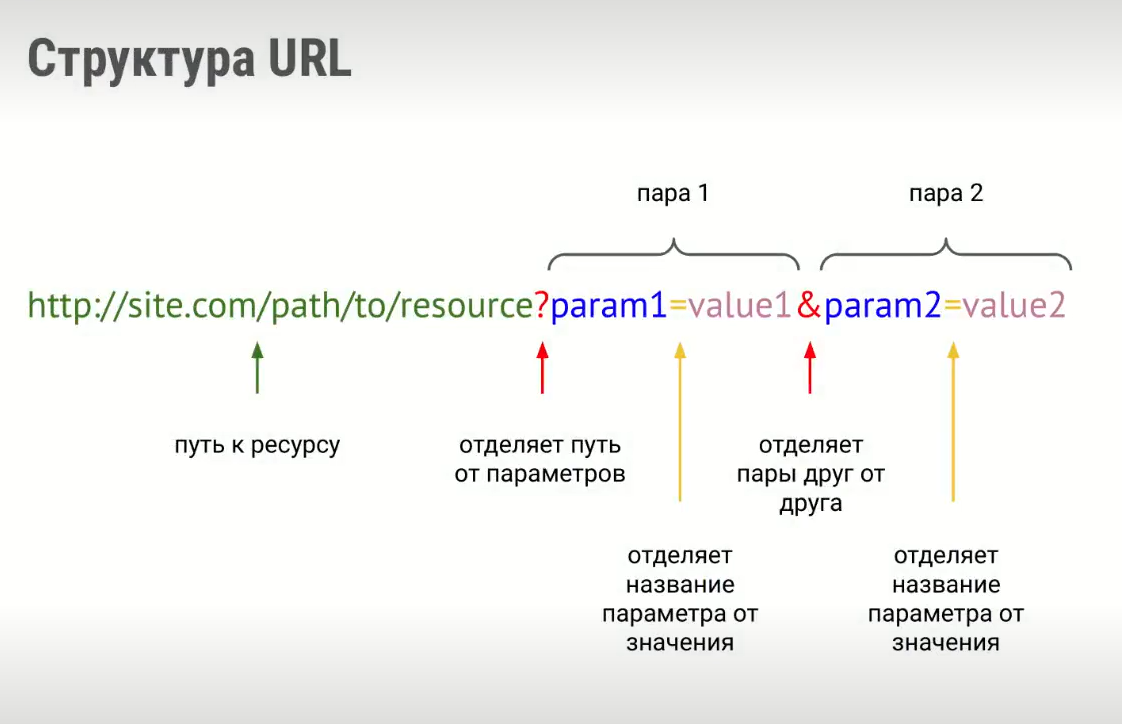 Структура URL
пара 1
пара 2
http://site.com/path/to/resource?param1=value1&param2=value2
путь к ресурсу
отделяет путь
от параметров
отделяет
пары друг от
друга
отделяет
название
параметра от
значения
отделяет
название
параметра от
значения